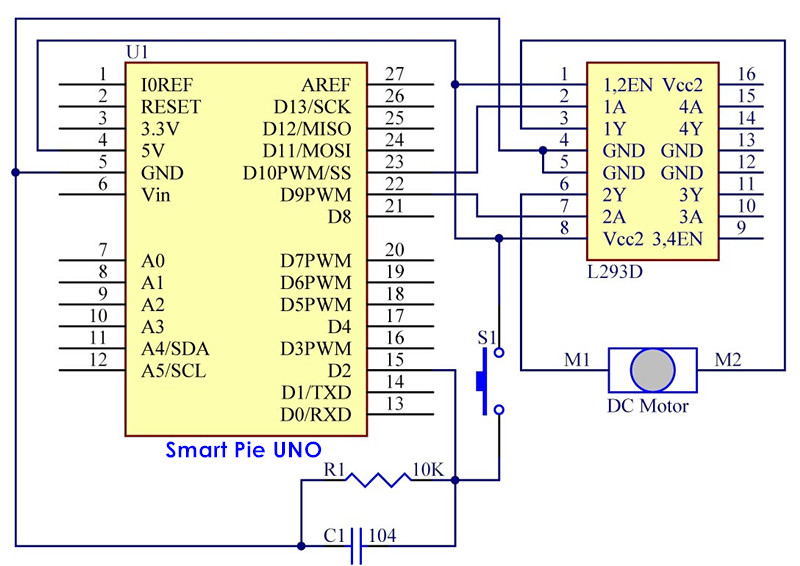 U1
1 I0REF AREF 27
2 RESET D13/SCK 26
3 3.3V D12/MISO 25
4 5V D11/MOSI 24
5 GND D10PWM/SS 23
6 Vin D9PWM 22
D8 21
7 A0 D7PWM 20
8 A1 D6PWM 19
9 A2 D5PWM 18
10 A3 D4 17
11 A4/SDA D3PWM 16
12 A5/SCL D2 15
D1/TXD 14
D0/RXD 13
Smart Pie UNO
1 1,2EN Vcc2 16
2 1A 4A 15
3 1Y 4Y 14
4 GND GND 13
5 GND GND 12
6 2Y 3Y 11
7 2A 3A 10
8 Vcc2 3,4EN 9
L293D
S1
M1 M2
DC Motor
R1 10K
C1 104